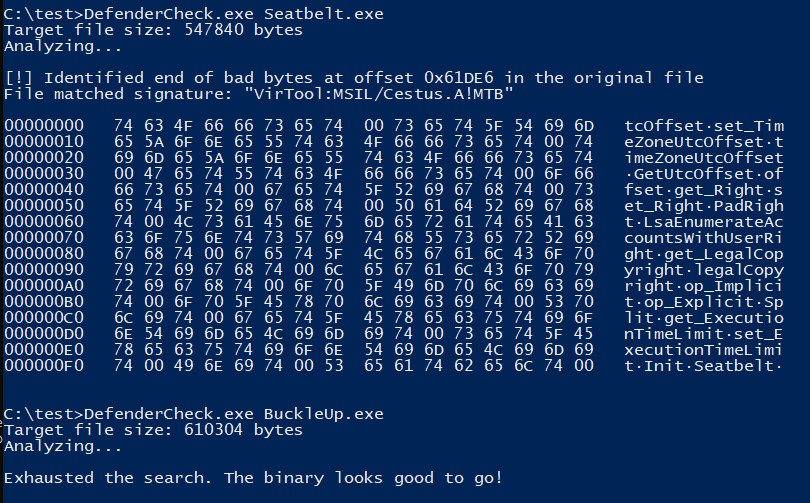 C:\test>DefenderCheck.exe Seatbelt.exe
Target file size: 547840 bytes
Analyzing...
[!] Identified end of bad bytes at offset 0x61DE6 in the original file
File matched signature: "VirTool:MSIL/Cestus.A!MTB"
00000000   74 63 4F 66 66 73 65 74  00 73 65 74 5F 54 69 6D   tcOffset·set_Tim
00000010   65 5A 6F 6E 65 55 74 63  4F 66 66 73 65 74 00 74   eZoneUtcOffset·t
00000020   69 6D 65 5A 6F 6E 65 55  74 63 4F 66 66 73 65 74   imeZoneUtcOffset
00000030   00 47 65 74 55 74 63 4F  66 66 73 65 74 00 6F 66   ·GetUtcOffset·of
00000040   66 73 65 74 00 67 65 74  5F 52 69 67 68 74 00 73   fset·get_Right·s
00000050   65 74 5F 52 69 67 68 74  00 50 61 64 52 69 67 68   et_Right·PadRigh
00000060   74 00 4C 73 61 45 6E 75  6D 65 72 61 74 65 41 63   t·LsaEnumerateAc
00000070   63 6F 75 6E 74 73 57 69  74 68 55 73 65 72 52 69   countsWithUserRi
00000080   67 68 74 00 67 65 74 5F  4C 65 67 61 6C 43 6F 70   ght·get_LegalCop
00000090   79 72 69 67 68 74 00 6C  65 67 61 6C 43 6F 70 79   yright·legalCopy
000000A0   72 69 67 68 74 00 6F 70  5F 49 6D 70 6C 69 63 69   right·op_Implici
000000B0   74 00 6F 70 5F 45 78 70  6C 69 63 69 74 00 53 70   t·op_Explicit·Sp
000000C0   6C 69 74 00 67 65 74 5F  45 78 65 63 75 74 69 6F   lit·get_Executio
000000D0   6E 54 69 6D 65 4C 69 6D  69 74 00 73 65 74 5F 45   nTimeLimit·set_E
000000E0   78 65 63 75 74 69 6F 6E  54 69 6D 65 4C 69 6D 69   xecutionTimeLimi
000000F0   74 00 49 6E 69 74 00 53  65 61 74 62 65 6C 74 00   t·Init·Seatbelt·
C:\test>DefenderCheck.exe BuckleUp.exe
Target file size: 610304 bytes
Analyzing...
Exhausted the search. The binary looks good to go!